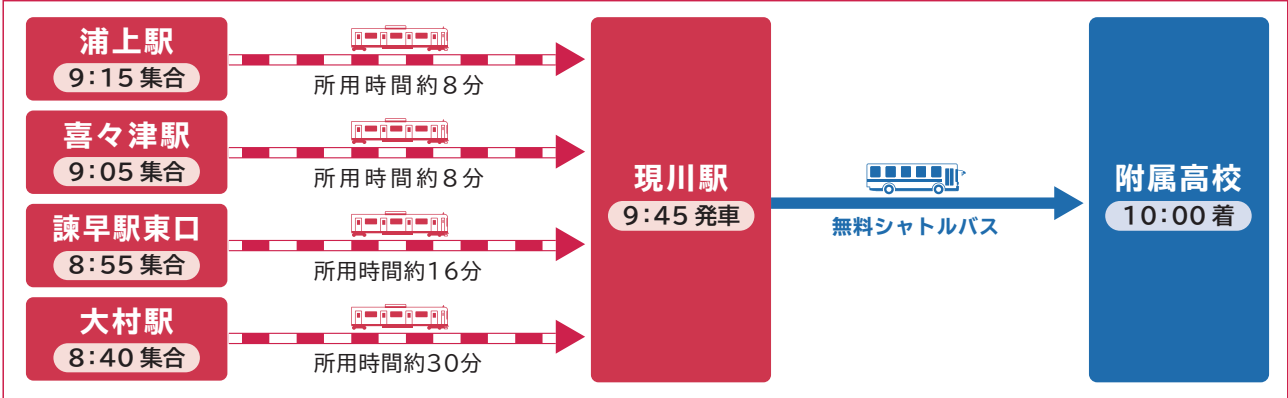 浦上駅
9:15 集合
所用時間約8分
喜々津駅
9:05 集合
所用時間約8分
諫早駅東口
8:55 集合
所用時間約16分
大村駅
8:40 集合
所用時間約30分
現川駅
9:45 発車
無料シャトルバス
附属高校
10:00 着